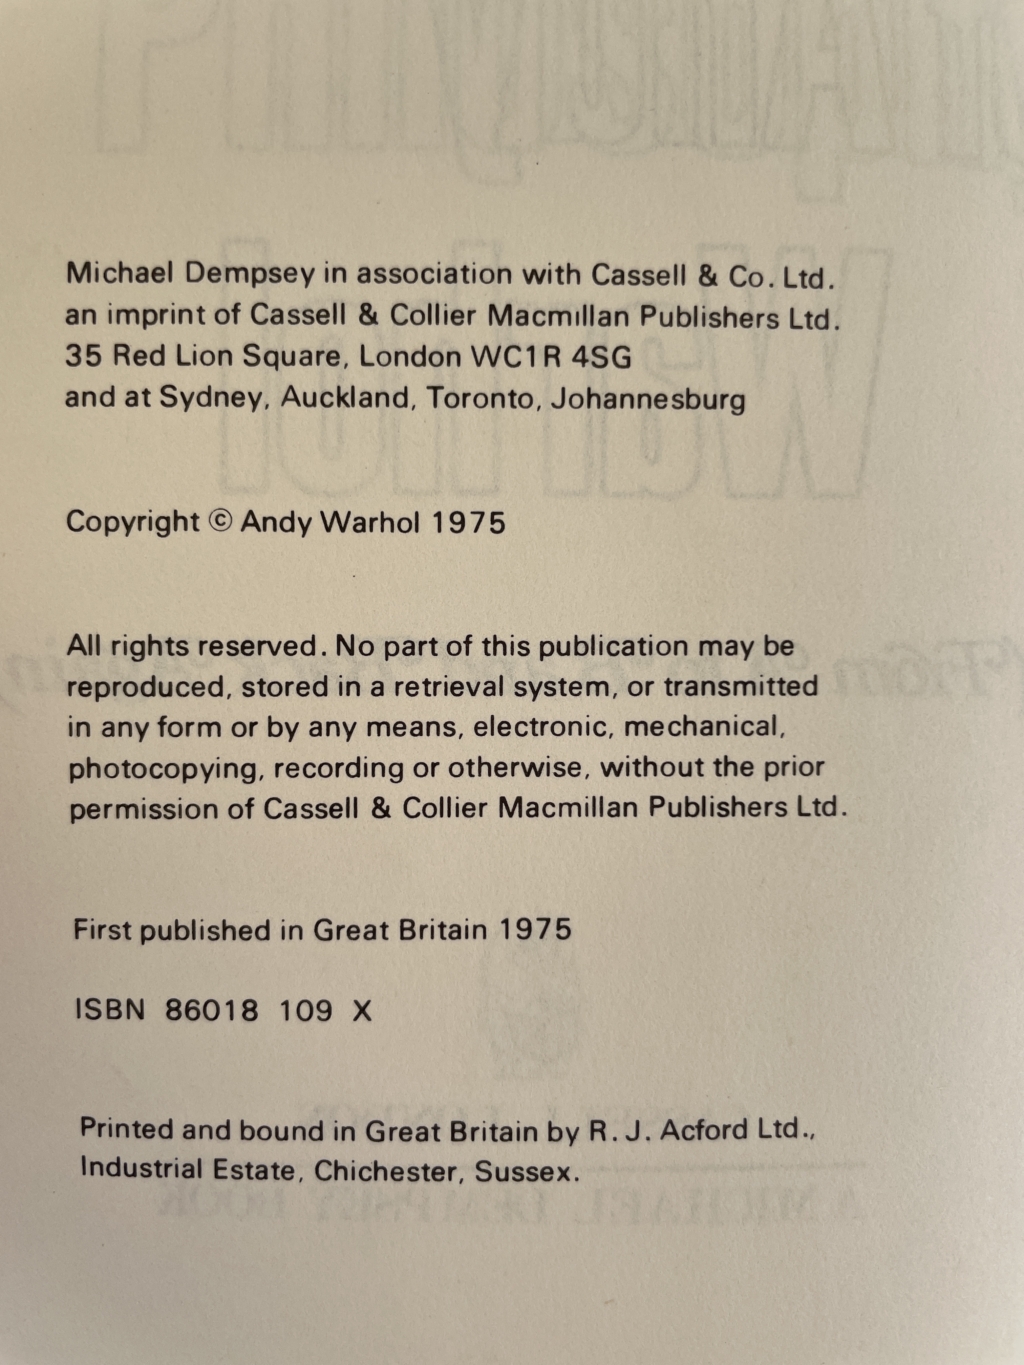 Michael Dempsey in association with Cassell & Co. Ltd.
an imprint of Cassell & Collier Macmillan Publishers Ltd.
35 Red Lion Square, London WC1R 4SG
and at Sydney, Auckland, Toronto, Johannesburg
Copyright © Andy Warhol 1975
All rights reserved. No part of this publication may be
reproduced, stored in a retrieval system, or transmitted
in any form or by any means, electronic, mechanical,
photocopying, recording or otherwise, without the prior
permission of Cassell & Collier Macmillan Publishers Ltd.
First published in Great Britain 1975
ISBN 86018 109 X
Printed and bound in Great Britain by R. J. Acford Ltd.,
Industrial Estate, Chichester, Sussex.